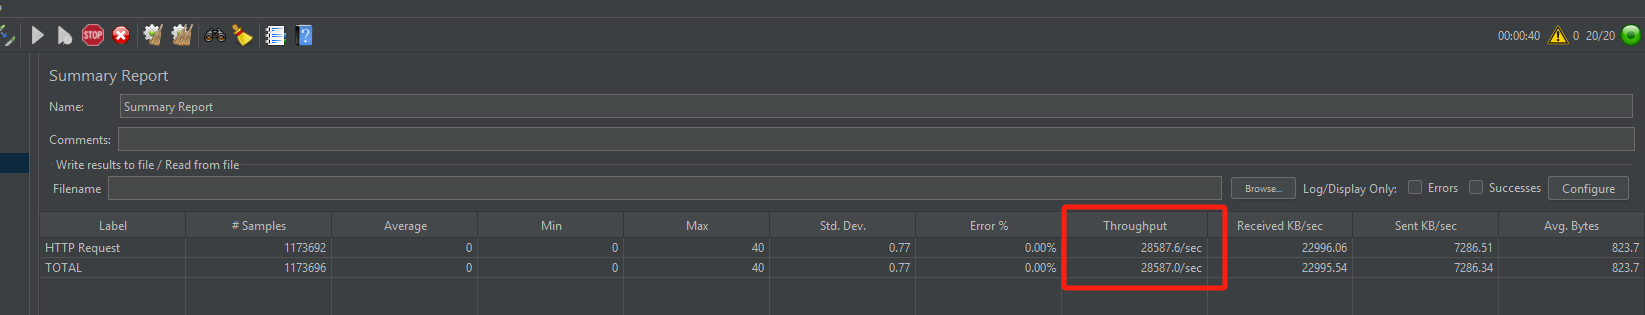 STOP
?
00:00:40 0 20/20
Summary Report
Name: Summary Report
Comments:
Write results to file / Read from file
Filename Browse... Log/Display Only: Errors Successes Configure
Label # Samples Average Min Max Std. Dev. Error % Throughput Received KB/sec Sent KB/sec Avg. Bytes
HTTP Request 1173692 0 0 40 0.77 0.00% 28587.6/sec 22996.06 7286.51 823.7
TOTAL 1173696 0 0 40 0.77 0.00% 28587.0/sec 22995.54 7286.34 823.7